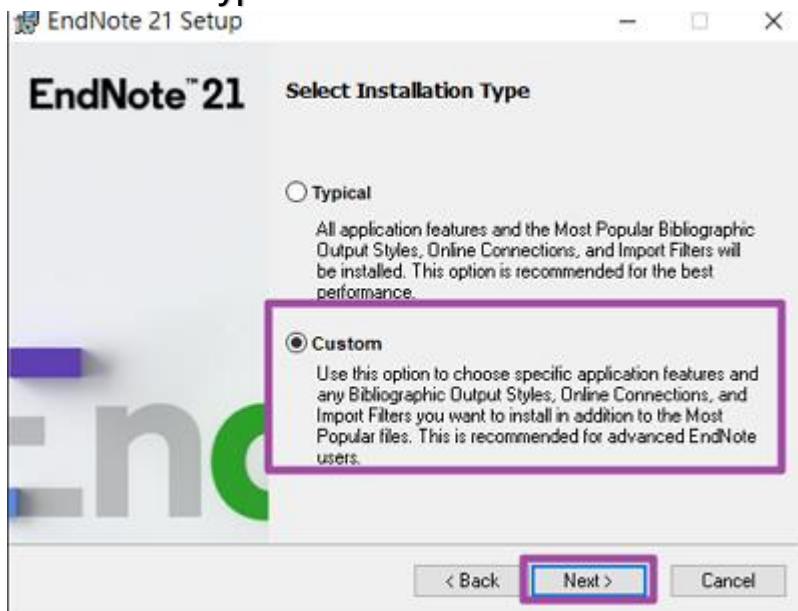 EndNote 21 Setup
EndNote™ 21
Select Installation Type
Typical
All application features and the Most Popular Bibliographic
Output Styles, Online Connections, and Import Filters will
be installed. This option is recommended for the best
performance.
Custom
Use this option to choose specific application features and
any Bibliographic Output Styles, Online Connections, and
Import Filters you want to install in addition to the Most
Popular files. This is recommended for advanced EndNote
users.
Enc
< Back Next > Cancel